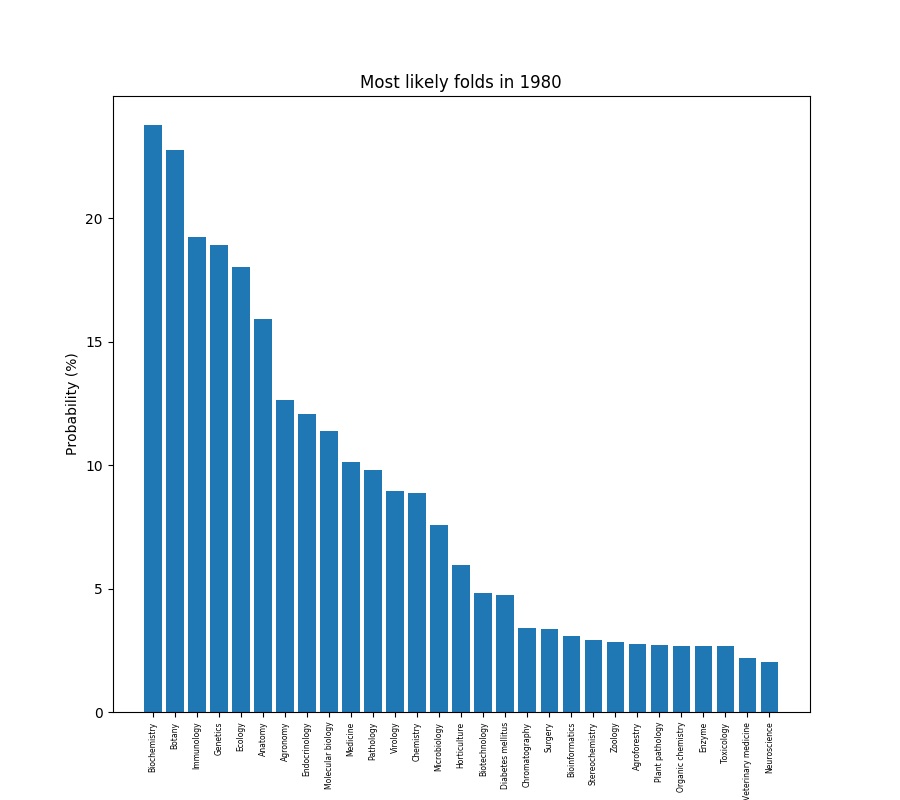 Most likely folds in 1980
Probability (%)
20
15
10
5
0
Biochemistry
Botany
Immunology
Genetics
Ecology
Anatomy
Agronomy
Endocrinology
Molecular biology
Medicine
Pathology
Virology
Chemistry
Microbiology
Horticulture
Biotechnology
Diabetes mellitus
Chromatography
Surgery
Bioinformatics
Stereochemistry
Zoology
Agroforestry
Plant pathology
Organic chemistry
Enzyme
Toxicology
Veterinary medicine
Neuroscience